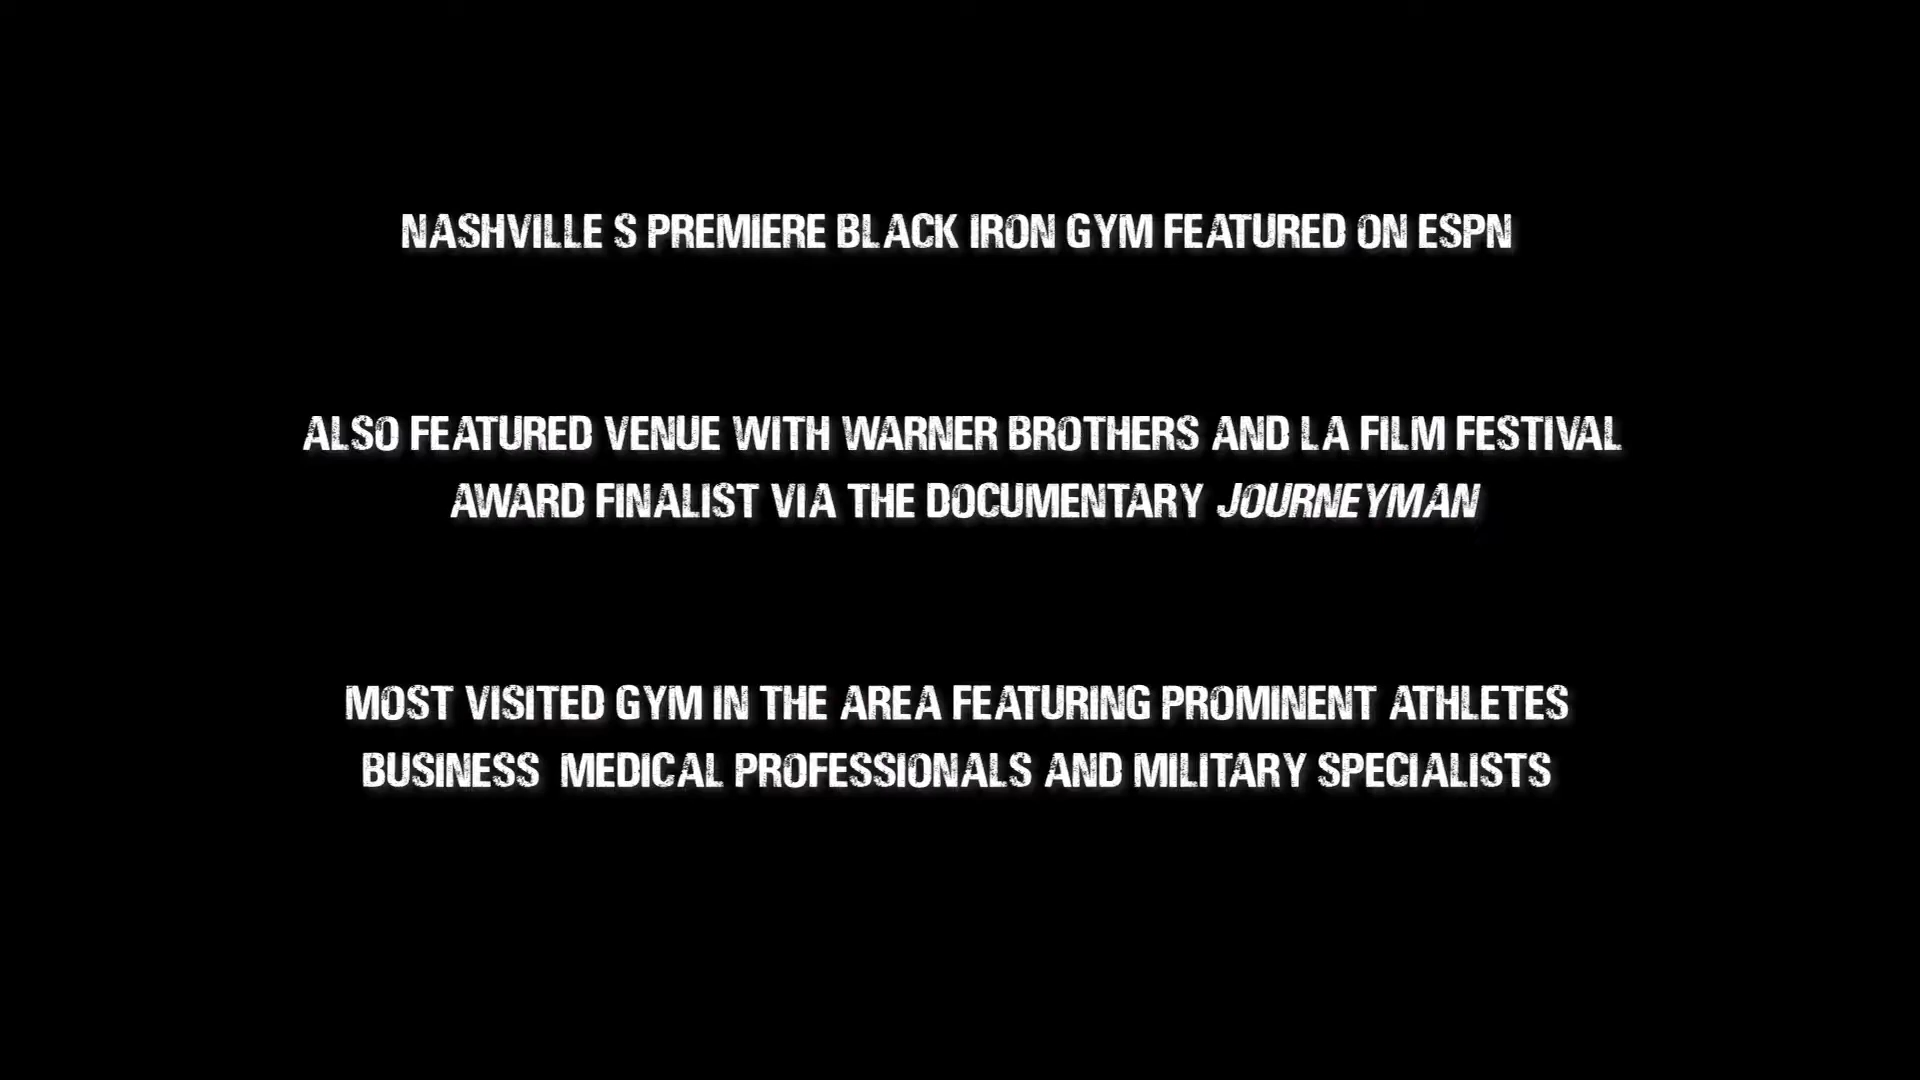 NASHVILLE S PREMIERE BLACK IRON GYM FEATURED ON ESPN
ALSO FEATURED VENUE WITH WARNER BROTHERS AND LA FILM FESTIVAL
AWARD FINALIST VIA THE DOCUMENTARY JOURNEYMAN
MOST VISITED GYM IN THE AREA FEATURING PROMINENT ATHLETES
BUSINESS MEDICAL PROFESSIONALS AND MILITARY SPECIALISTS